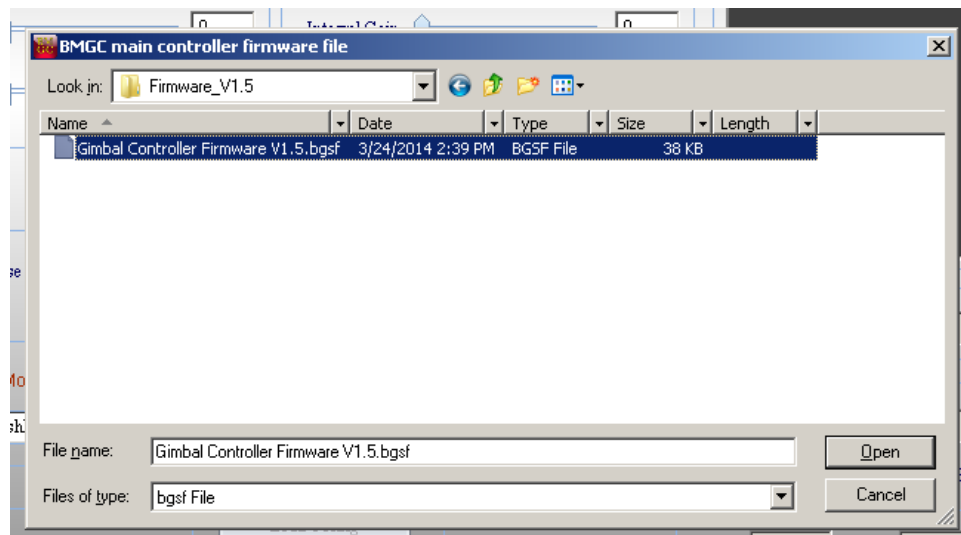 0
0
BMGC main controller firmware file
Look in: Firmware_V1.5
Name Date Type Size Length
Gimbal Controller Firmware V1.5.bgsf 3/24/2014 2:39 PM BGSF File 38 KB
File name: Gimbal Controller Firmware V1.5.bgsf Open
Files of type: bgsf File Cancel